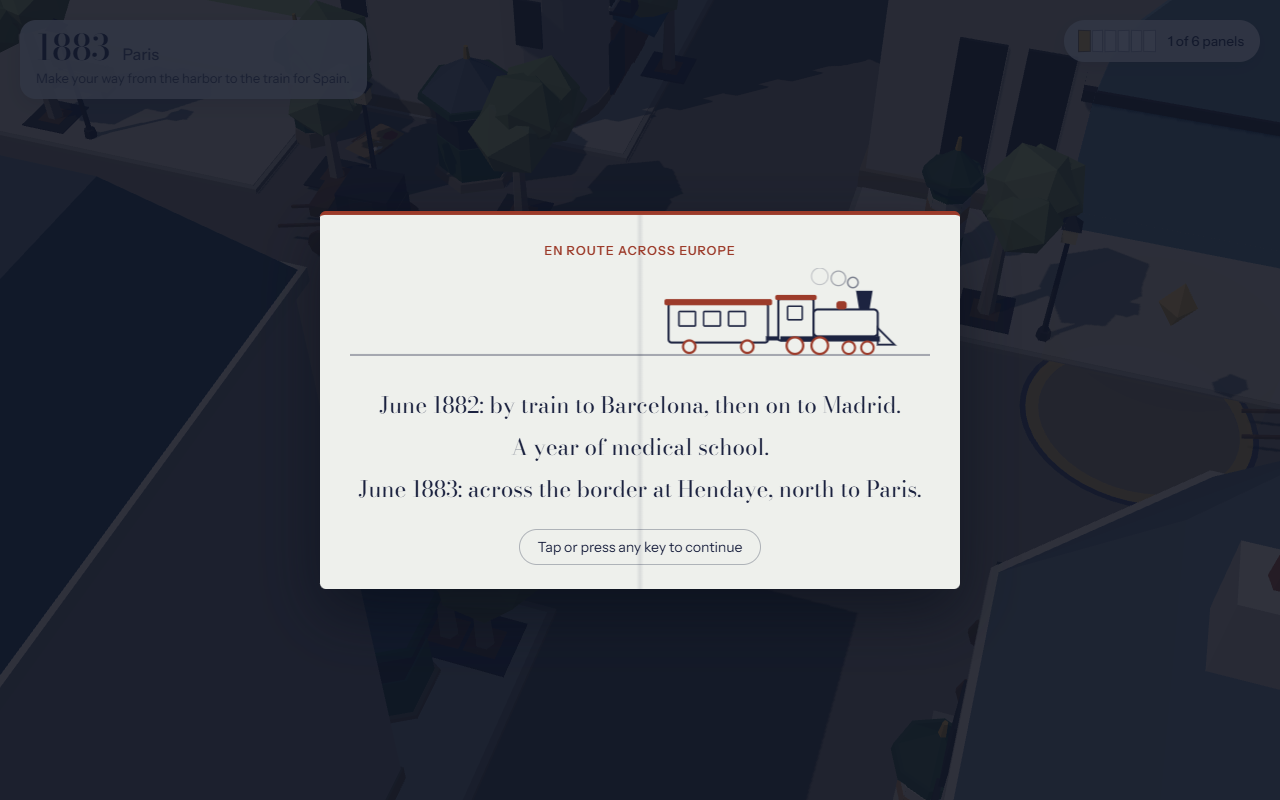 1883 Paris
Make your way from the harbor to the train for Spain.
1 of 6 panels
EN ROUTE ACROSS EUROPE
June 1882: by train to Barcelona, then on to Madrid.
A year of medical school.
June 1883: across the border at Hendaye, north to Paris.
Tap or press any key to continue